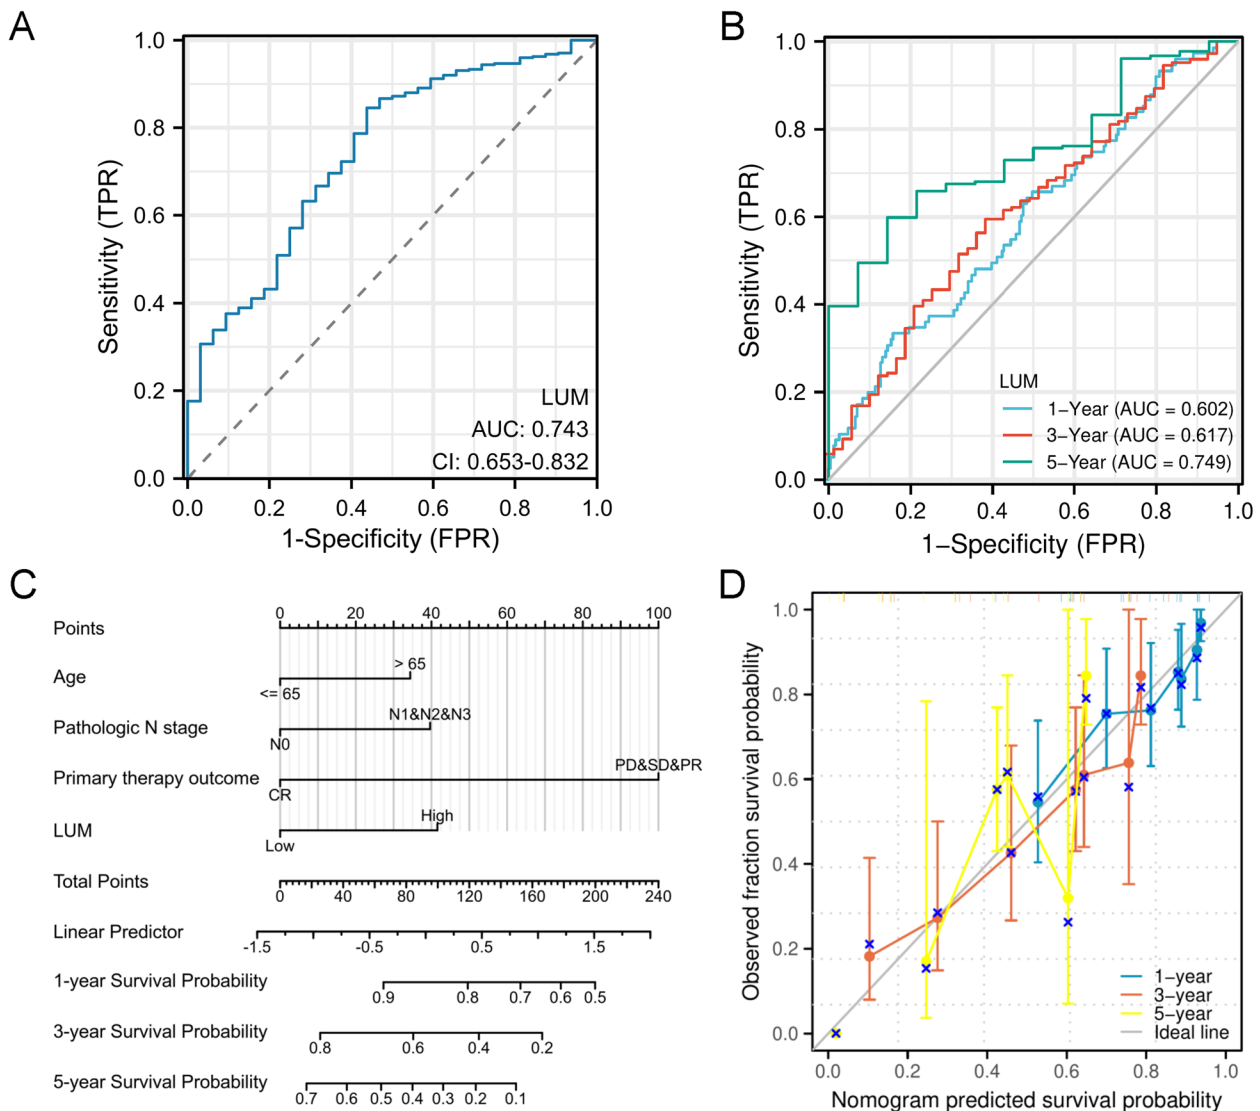 A
1.0
0.8
0.6
0.4
0.2
0.0
Sensitivity (TPR)
LUM
AUC: 0.743
CI: 0.653-0.832
0.0 0.2 0.4 0.6 0.8 1.0
1-Specificity (FPR)
B
1.0
0.8
0.6
0.4
0.2
0.0
Sensitivity (TPR)
LUM
1−Year (AUC = 0.602)
3−Year (AUC = 0.617)
5−Year (AUC = 0.749)
0.0 0.2 0.4 0.6 0.8 1.0
1−Specificity (FPR)
C
0 20 40 60 80 100
Points
> 65
Age
<= 65
N1&N2&N3
Pathologic N stage
N0
PD&SD&PR
Primary therapy outcome
CR
High
LUM
Low
Total Points
0 40 80 120 160 200 240
Linear Predictor
-1.5 -0.5 0.5 1.5
1-year Survival Probability
0.9 0.8 0.7 0.6 0.5
3-year Survival Probability
0.8 0.6 0.4 0.2
5-year Survival Probability
0.7 0.6 0.5 0.4 0.3 0.2 0.1
D
1.0
0.8
0.6
0.4
0.2
0.0
Observed fraction survival probability
1−year
3−year
5−year
Ideal line
0.0 0.2 0.4 0.6 0.8 1.0
Nomogram predicted survival probability